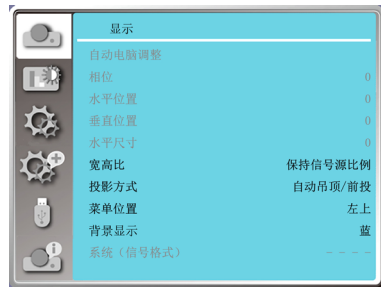 显示
自动电脑调整
相位 0
水平位置 0
垂直位置 0
水平尺寸 0
宽高比 保持信号源比例
投影方式 自动吊顶/前投
菜单位置 左上
背景显示 蓝
系统（信号格式） - - - -